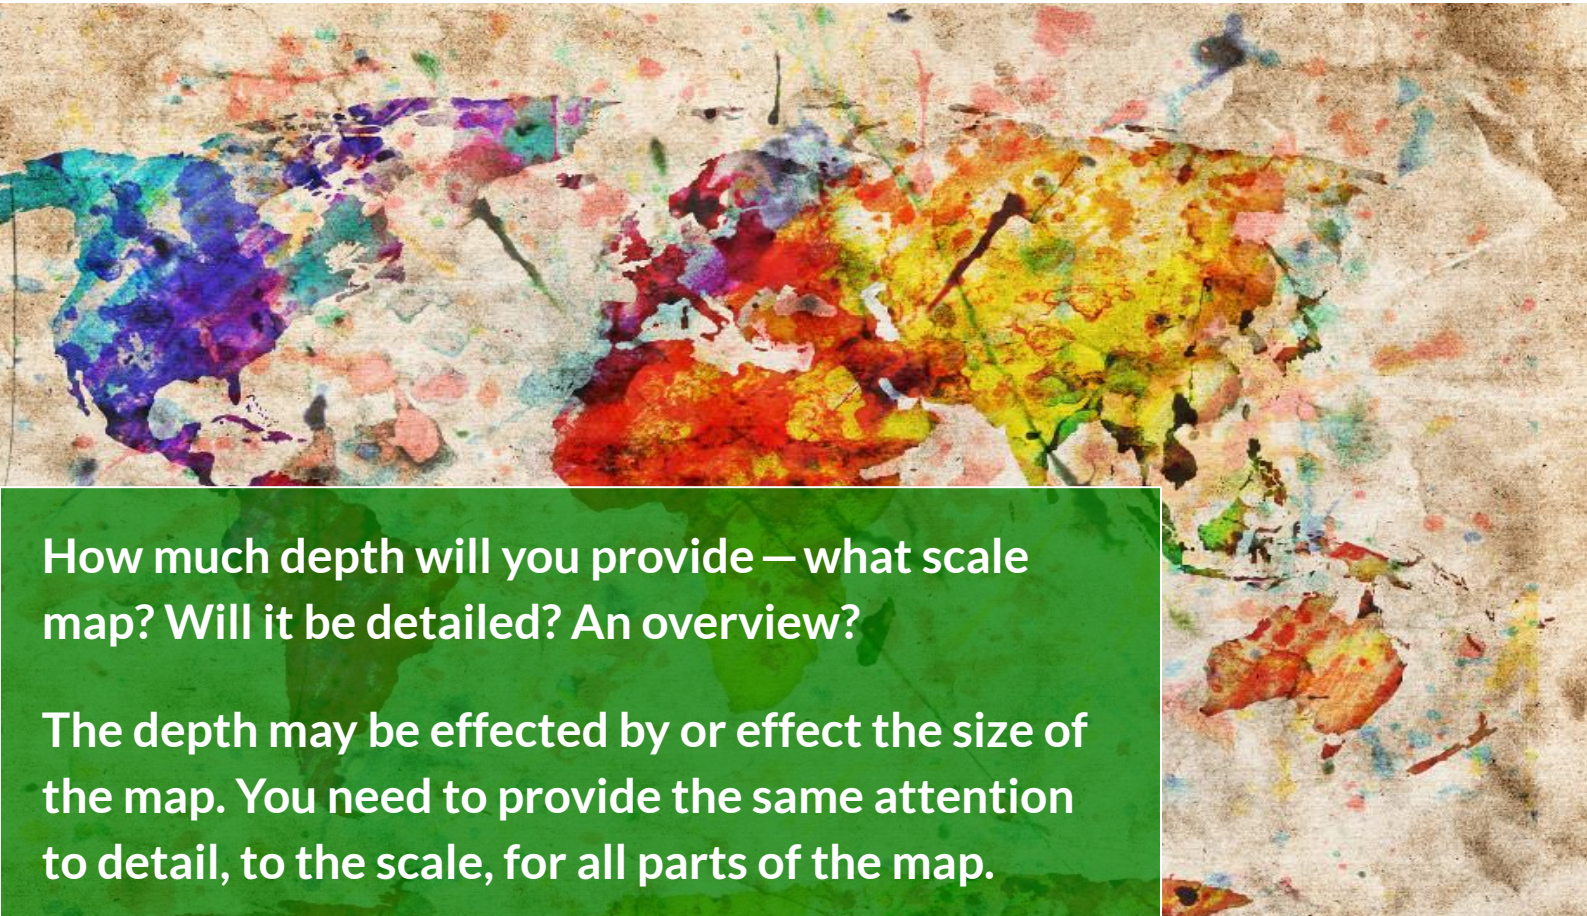 How much depth will you provide—what scale
map? Will it be detailed? An overview?
The depth may be effected by or effect the size of
the map. You need to provide the same attention
to detail, to the scale, for all parts of the map.